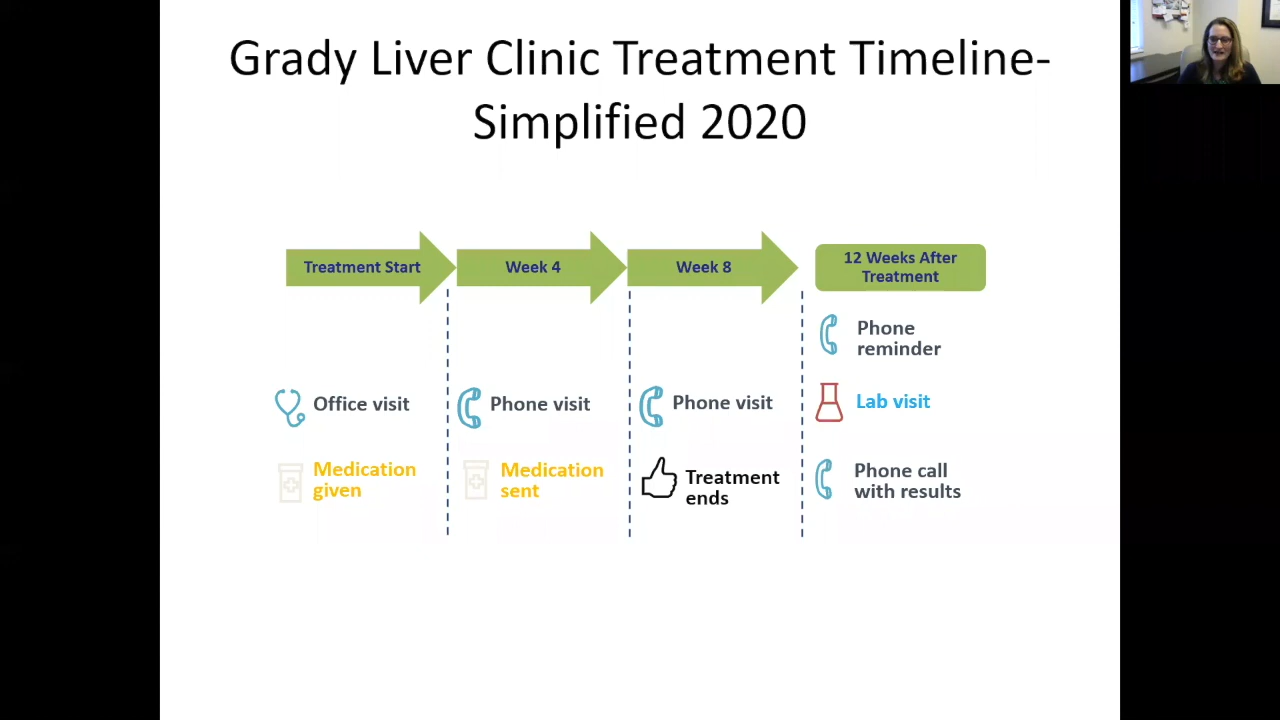 Grady Liver Clinic Treatment Timeline-
Simplified 2020
Treatment Start
Week 4
Week 8
12 Weeks After
Treatment
Phone
reminder
Office visit
Phone visit
Phone visit
Lab visit
Medication
given
Medication
sent
Treatment
ends
Phone call
with results